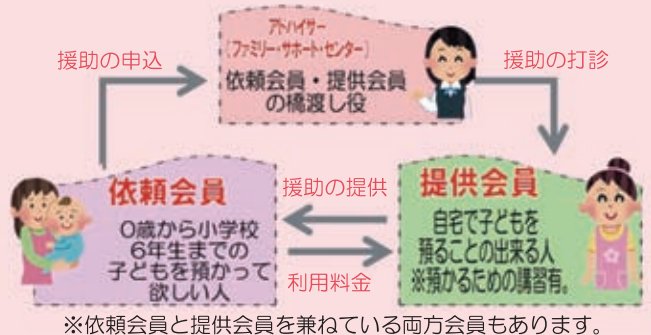 アドバイザー
(ファミリー・サポート・センター)
依頼会員・提供会員
の橋渡し役
援助の申込
援助の打診
依頼会員
0歳から小学校
6年生までの
子どもを預かって
欲しい人
援助の提供
利用料金
提供会員
自宅で子どもを
預ることの出来る人
※預かるための講習有。
※依頼会員と提供会員を兼ねている両方会員もあります。